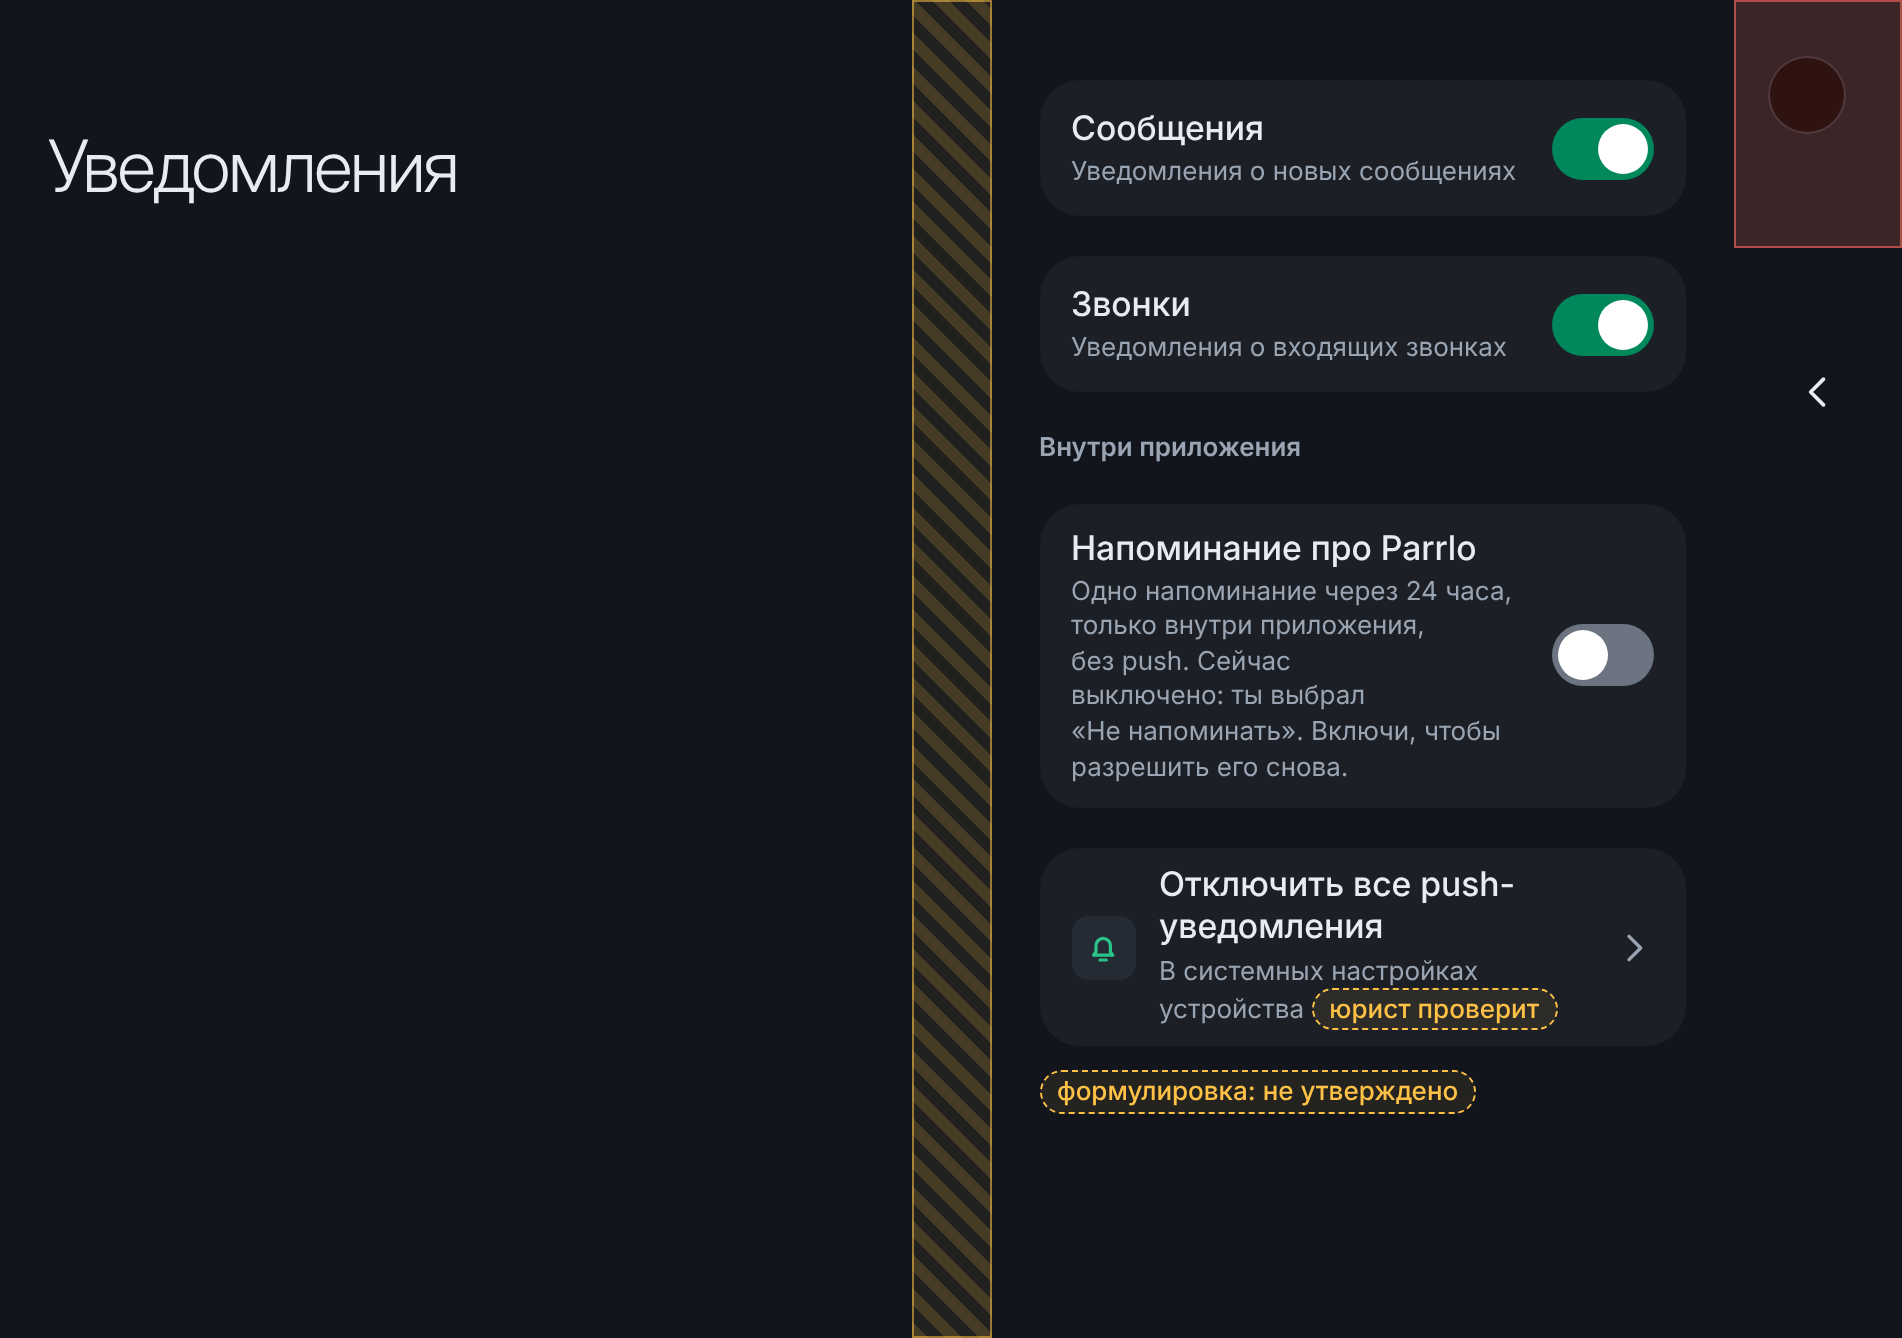 Уведомления
Сообщения
Уведомления о новых сообщениях
Звонки
Уведомления о входящих звонках
Внутри приложения
Напоминание про Parrlo
Одно напоминание через 24 часа,
только внутри приложения,
без push. Сейчас
выключено: ты выбрал
«Не напоминать». Включи, чтобы
разрешить его снова.
Отключить все push-
уведомления
В системных настройках
устройства юрист проверит
формулировка: не утверждено